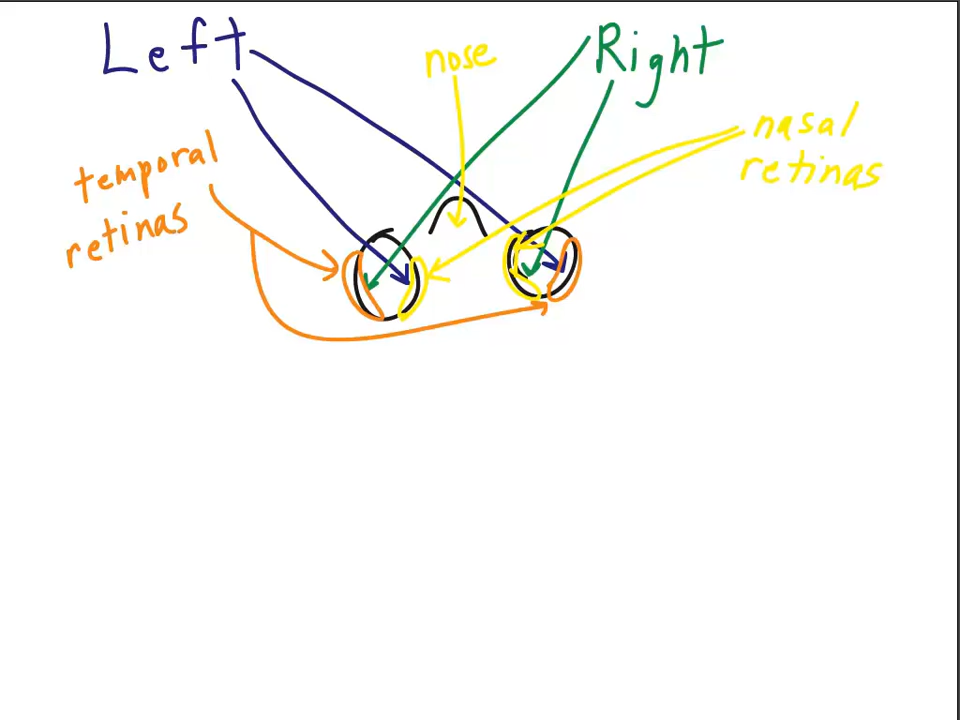 Left
nose
Right
nasal
retinas
temporal
retinas